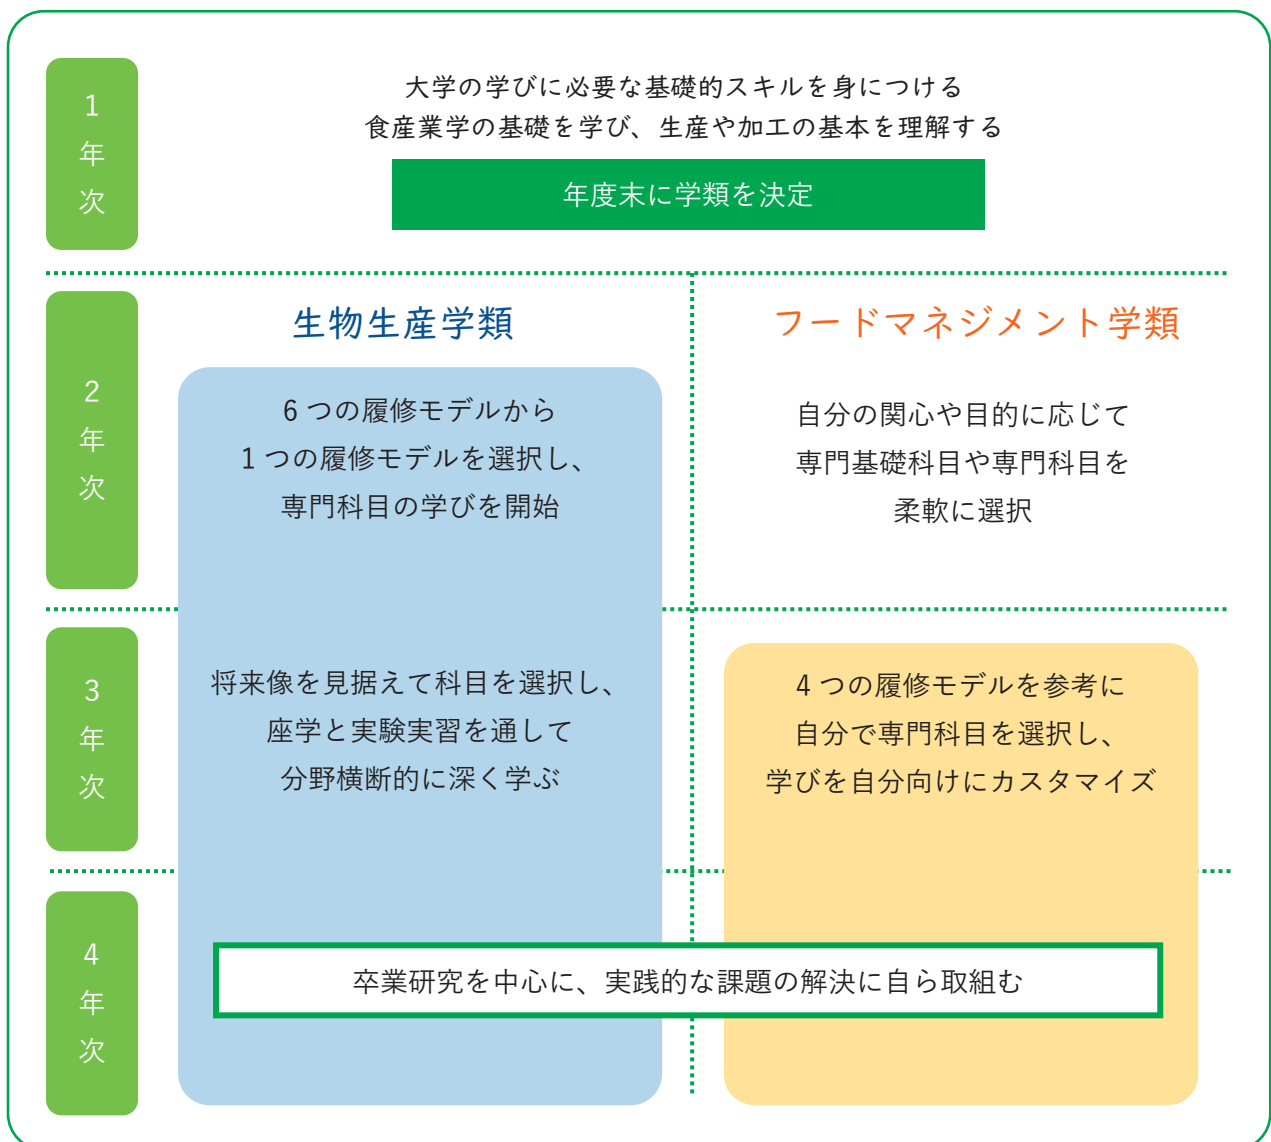 1年次
大学の学びに必要な基礎的スキルを身につける
食産業学の基礎を学び、生産や加工の基本を理解する
年度末に学類を決定
2年次
生物生産学類
6つの履修モデルから
1つの履修モデルを選択し、
専門科目の学びを開始
フードマネジメント学類
自分の関心や目的に応じて
専門基礎科目や専門科目を
柔軟に選択
3年次
将来像を見据えて科目を選択し、
座学と実験実習を通して
分野横断的に深く学ぶ
4つの履修モデルを参考に
自分で専門科目を選択し、
学びを自分向けにカスタマイズ
4年次
卒業研究を中心に、実践的な課題の解決に自ら取組む